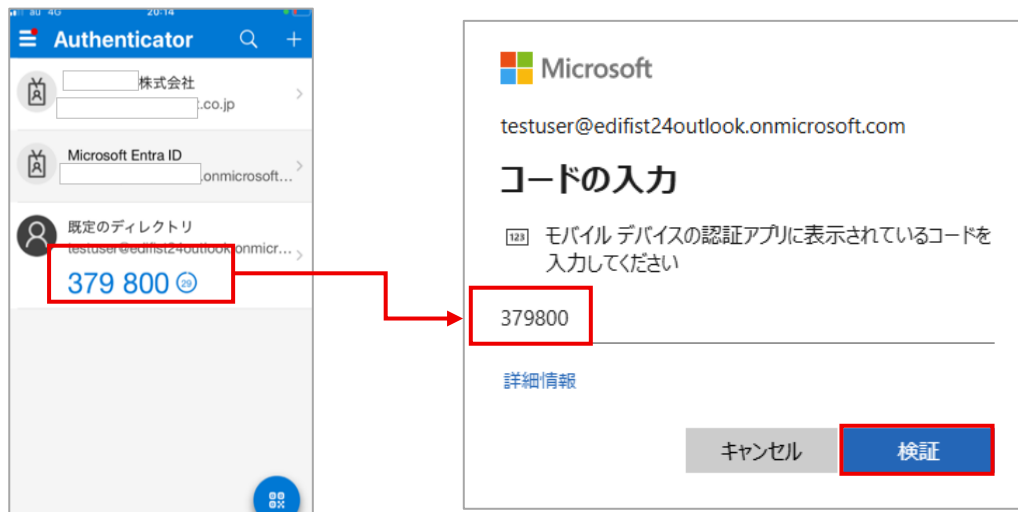 au 4G 20:14
Authenticator
株式会社
.co.jp
Microsoft Entra ID
.onmicrosoft...
既定のディレクトリ
testuser@edifist24outlook.onmicr...
379 800 29
Microsoft
testuser@edifist24outlook.onmicrosoft.com
コードの入力
123 モバイル デバイスの認証アプリに表示されているコードを
入力してください
379800
詳細情報
キャンセル 検証